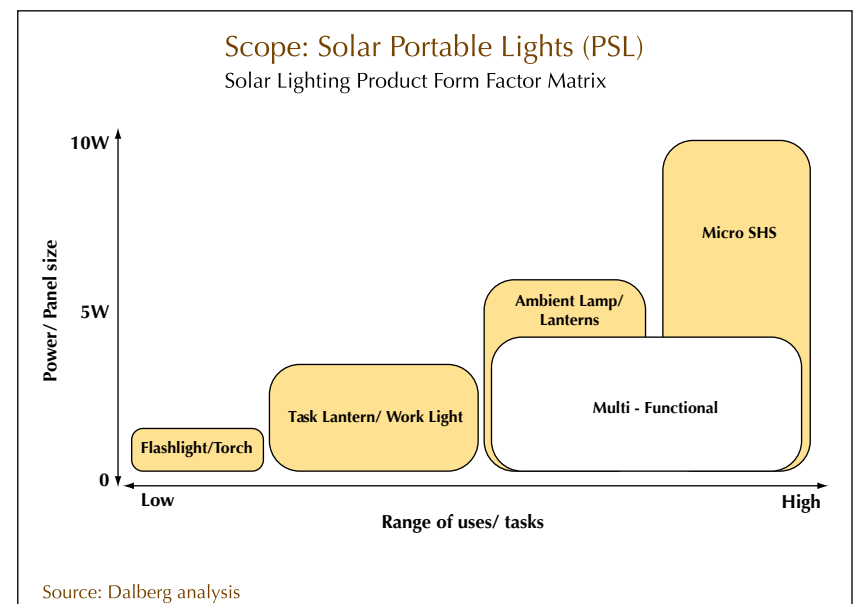 Scope: Solar Portable Lights (PSL)
Solar Lighting Product Form Factor Matrix
10W
Micro SHS
Power/ Panel size
5W
Ambient Lamp/
Lanterns
Multi - Functional
Task Lantern/ Work Light
Flashlight/Torch
0
Low
High
Range of uses/ tasks
Source: Dalberg analysis